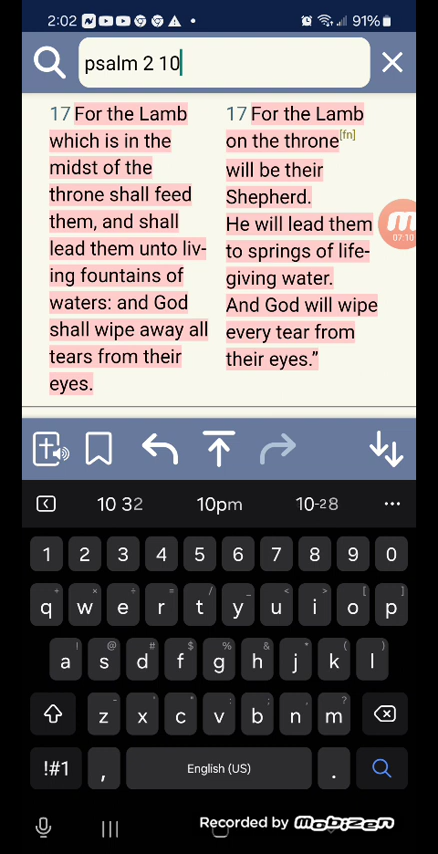 2:02 91%
psalm 2 10
17 For the Lamb
which is in the
midst of the
throne shall feed
them, and shall
lead them unto liv-
ing fountains of
waters: and God
shall wipe away all
tears from their
eyes.
17 For the Lamb
on the throne[fn]
will be their
Shepherd.
He will lead them
to springs of life-
giving water.
And God will wipe
every tear from
their eyes.”
07:10
10 32 10pm 10-28
1 2 3 4 5 6 7 8 9 0
+ × ÷ = / _ < > [ ]
q w e r t y u i o p
! @ # $ % ^ & * ( )
a s d f g h j k l
- ' " : ; , ?
z x c v b n m
!#1 , English (US) .
Recorded by mobizen